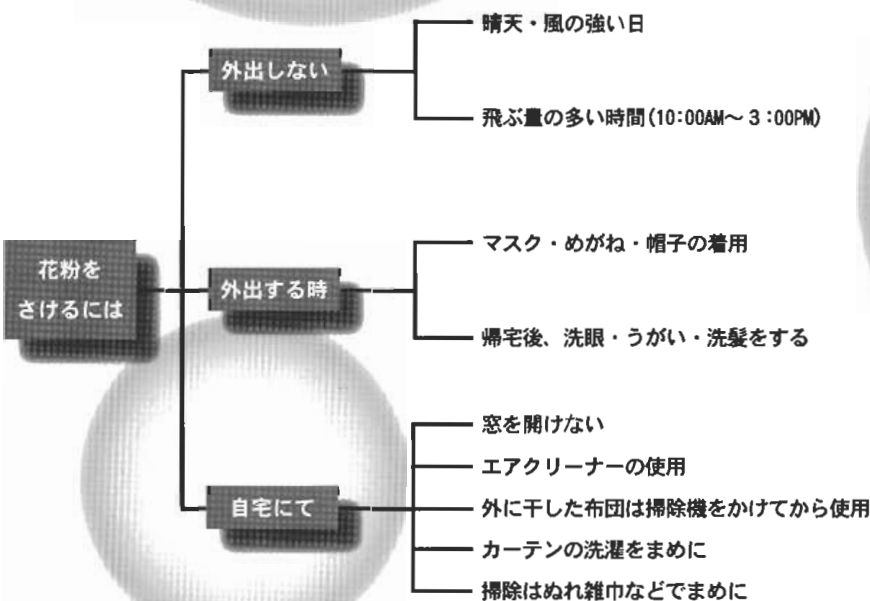 花粉を
さけるには
外出しない
晴天・風の強い日
飛ぶ量の多い時間(10:00AM～3:00PM)
外出する時
マスク・めがね・帽子の着用
帰宅後、洗眼・うがい・洗髪をする
自宅にて
窓を開けない
エアクリーナーの使用
外に干した布団は掃除機をかけてから使用
カーテンの洗濯をまめに
掃除はぬれ雑巾などでまめに